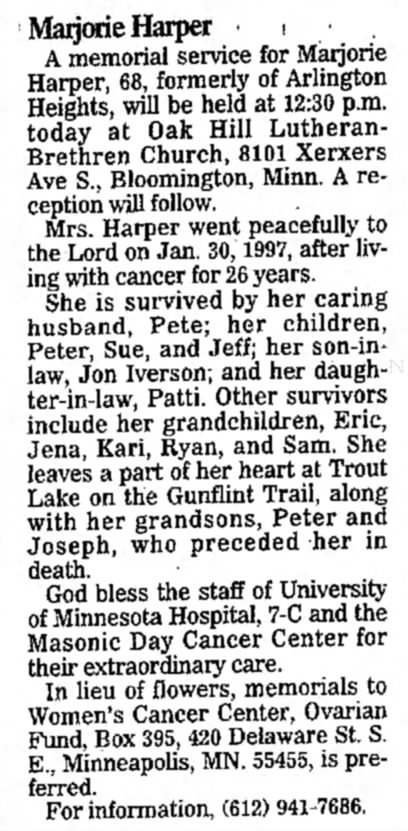 Marjorie Harper
A memorial service for Marjorie
Harper, 68, formerly of Arlington
Heights, will be held at 12:30 p.m.
today at Oak Hill Lutheran-
Brethren Church, 8101 Xerxers
Ave S., Bloomington, Minn. A re-
ception will follow.
Mrs. Harper went peacefully to
the Lord on Jan. 30, 1997, after liv-
ing with cancer for 26 years.
She is survived by her caring
husband, Pete; her children,
Peter, Sue, and Jeff; her son-in-
law, Jon Iverson; and her daugh-
ter-in-law, Patti. Other survivors
include her grandchildren, Eric,
Jena, Kari, Ryan, and Sam. She
leaves a part of her heart at Trout
Lake on the Gunflint Trail, along
with her grandsons, Peter and
Joseph, who preceded her in
death.
God bless the staff of University
of Minnesota Hospital, 7-C and the
Masonic Day Cancer Center for
their extraordinary care.
In lieu of flowers, memorials to
Women's Cancer Center, Ovarian
Fund, Box 395, 420 Delaware St. S.
E., Minneapolis, MN. 55455, is pre-
ferred.
For information, (612) 941-7686.